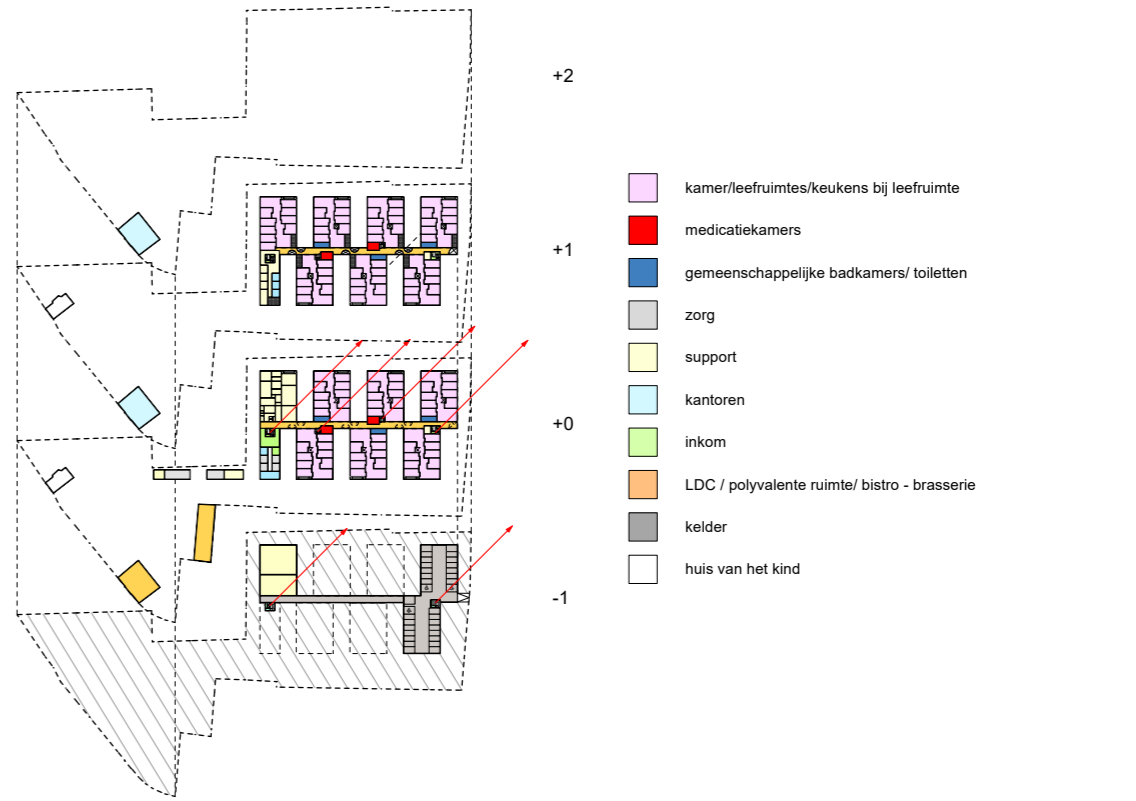 +2
+1
+0
-1
kamer/leefruimtes/keukens bij leefruimte
medicatiekamers
gemeenschappelijke badkamers/ toiletten
zorg
support
kantoren
inkom
LDC / polyvalente ruimte/ bistro - brasserie
kelder
huis van het kind